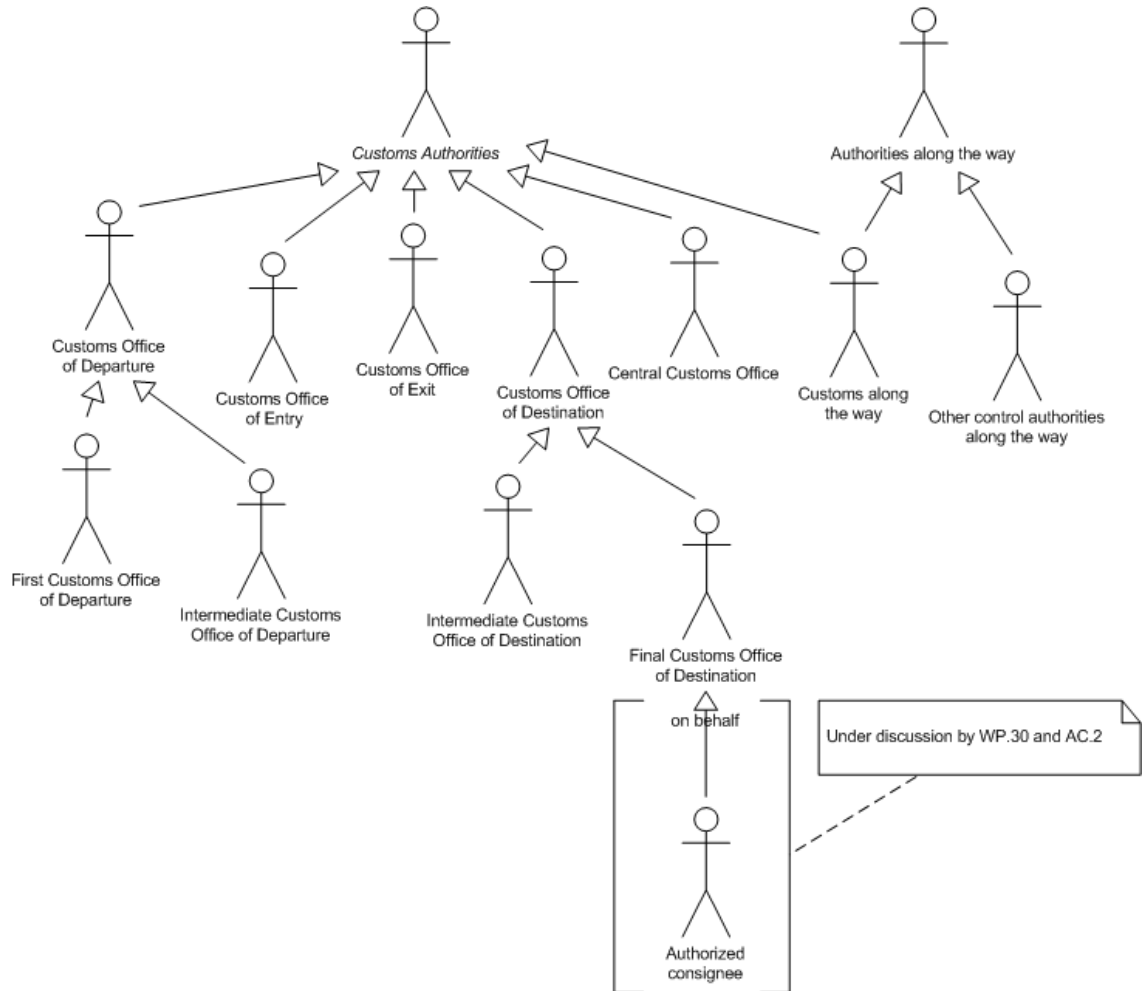 Customs Authorities
Authorities along the way
Customs Office
of Departure
Customs Office
of Entry
Customs Office
of Exit
Customs Office
of Destination
Central Customs Office
Customs along
the way
Other control authorities
along the way
First Customs Office
of Departure
Intermediate Customs
Office of Departure
Intermediate Customs
Office of Destination
Final Customs Office
of Destination
on behalf
Under discussion by WP.30 and AC.2
Authorized
consignee